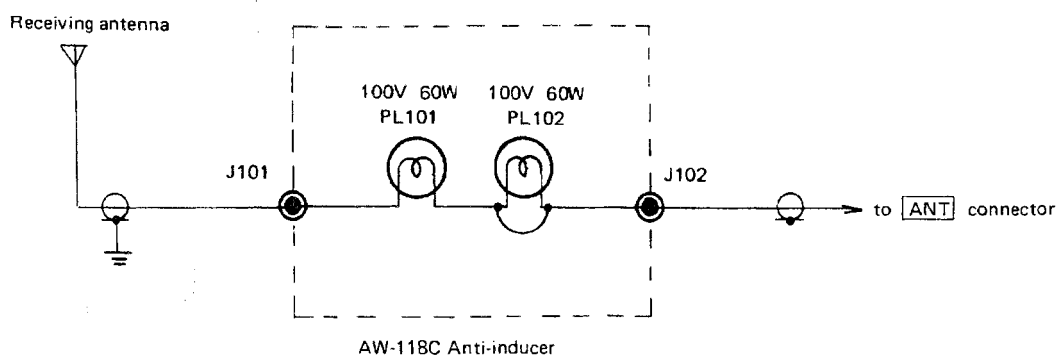 Receiving antenna
100V 60W
PL101
100V 60W
PL102
J101
J102
to ANT connector
AW-118C Anti-inducer